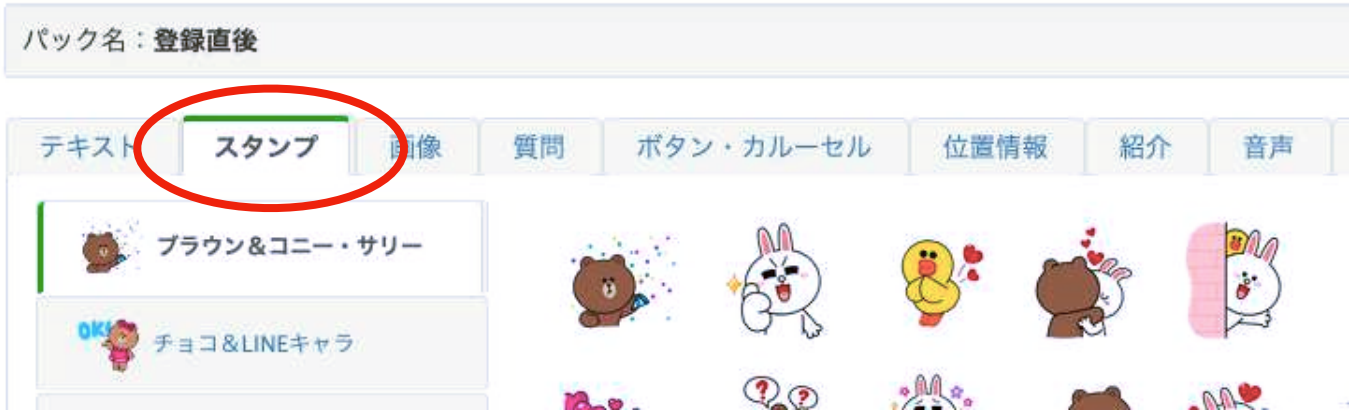 パック名：登録直後
テキスト スタンプ 画像 質問 ボタン・カルーセル 位置情報 紹介 音声
ブラウン＆コニー・サリー
OK! チョコ&LINEキャラ
? ?